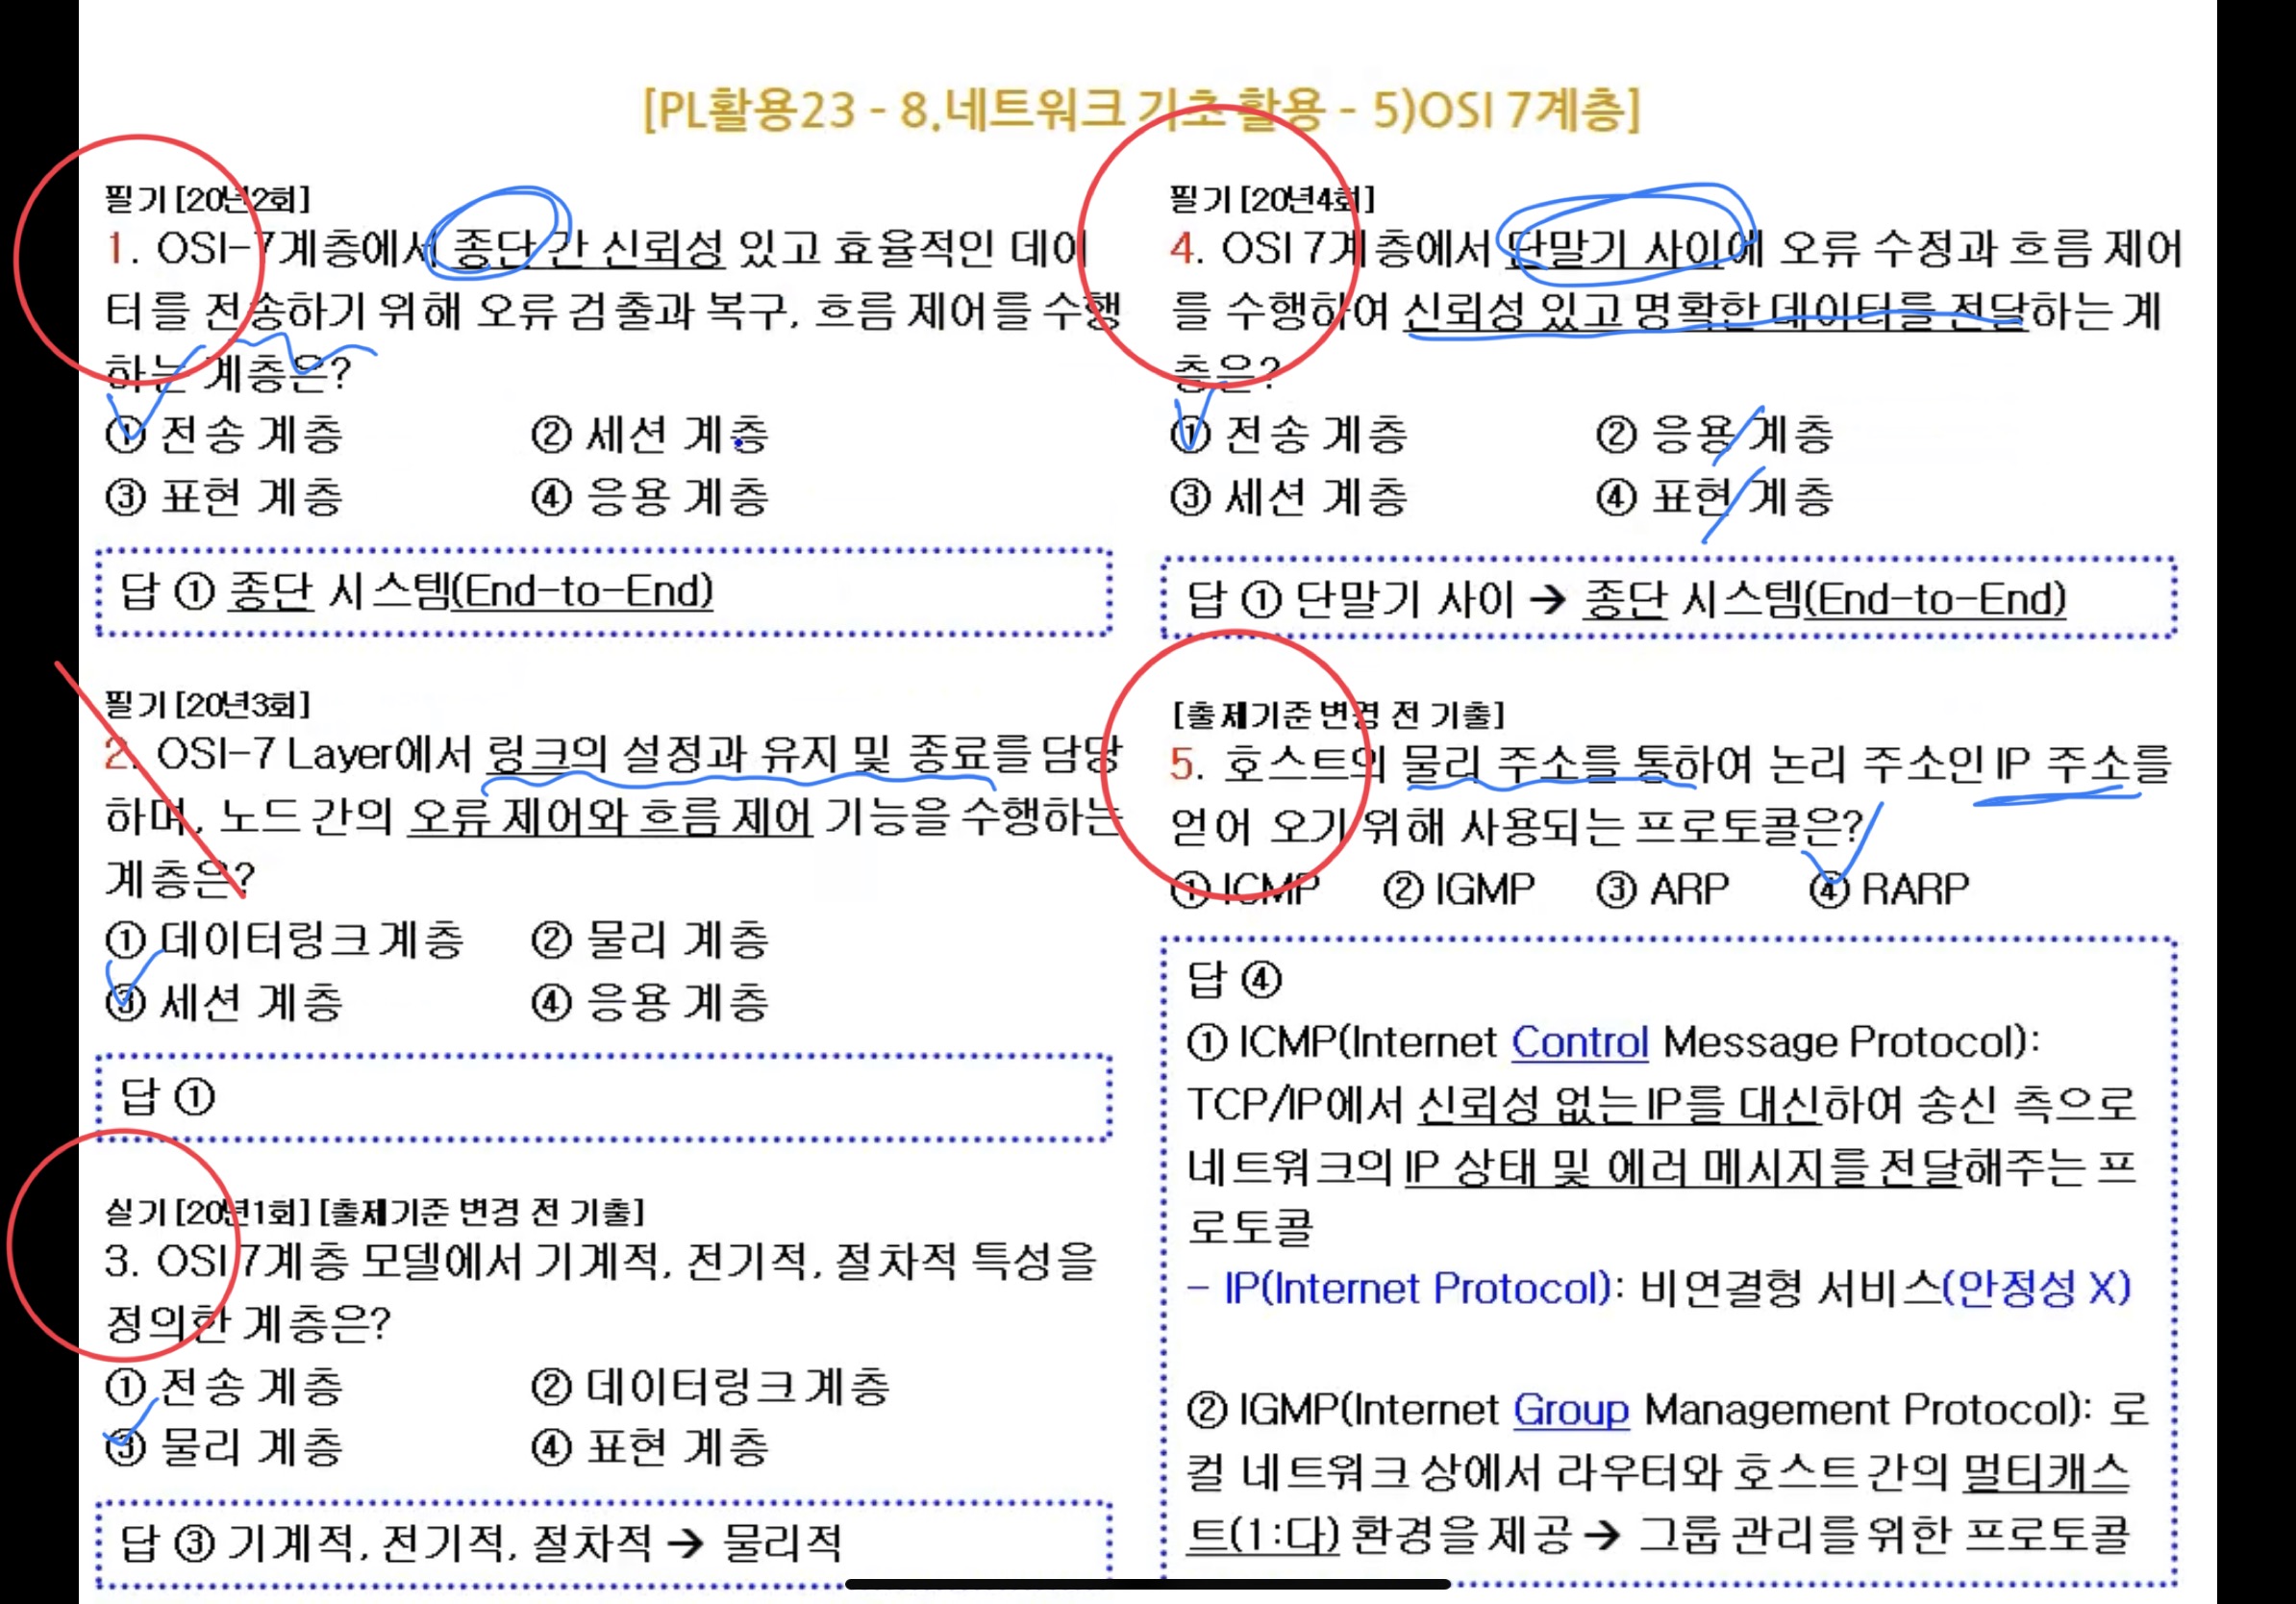 [PL활용23 - 8.네트워크 기초 활용 - 5)OSI 7계층]
필기[20년2회]
1. OSI-7계층에서 종단 간 신뢰성 있고 효율적인 데이
터를 전송하기 위해 오류 검출과 복구, 흐름 제어를 수행
하는 계층은?
① 전송 계층 ② 세션 계층
③ 표현 계층 ④ 응용 계층
답 ① 종단 시스템(End-to-End)
필기[20년3회]
2. OSI-7 Layer에서 링크의 설정과 유지 및 종료를 담당
하며, 노드 간의 오류 제어와 흐름 제어 기능을 수행하는
계층은?
① 데이터링크 계층 ② 물리 계층
③ 세션 계층 ④ 응용 계층
답 ①
실기[20년1회] [출제기준 변경 전 기출]
3. OSI 7계층 모델에서 기계적, 전기적, 절차적 특성을
정의한 계층은?
① 전송 계층 ② 데이터링크 계층
③ 물리 계층 ④ 표현 계층
답 ③ 기계적, 전기적, 절차적 → 물리적
필기[20년4회]
4. OSI 7계층에서 단말기 사이에 오류 수정과 흐름 제어
를 수행하여 신뢰성 있고 명확한 데이터를 전달하는 계
층은?
① 전송 계층 ② 응용 계층
③ 세션 계층 ④ 표현 계층
답 ① 단말기 사이 → 종단 시스템(End-to-End)
[출제기준 변경 전 기출]
5. 호스트의 물리 주소를 통하여 논리 주소인 IP 주소를
얻어 오기 위해 사용되는 프로토콜은?
① ICMP ② IGMP ③ ARP ④ RARP
답 ④
① ICMP(Internet Control Message Protocol):
TCP/IP에서 신뢰성 없는 IP를 대신하여 송신 측으로
네트워크의 IP 상태 및 에러 메시지를 전달해주는 프
로토콜
- IP(Internet Protocol): 비연결형 서비스(안정성 X)
② IGMP(Internet Group Management Protocol): 로
컬 네트워크 상에서 라우터와 호스트 간의 멀티캐스
트(1:다) 환경을 제공 → 그룹 관리를 위한 프로토콜